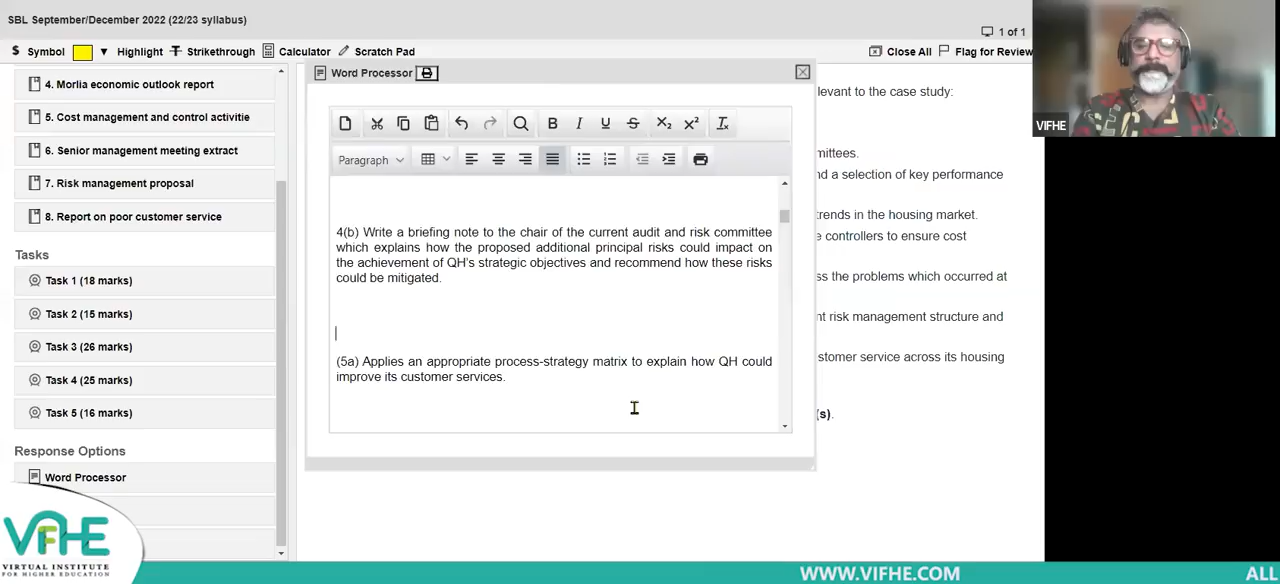 SBL September/December 2022 (22/23 syllabus)
1 of 1
$ Symbol Highlight T Strikethrough Calculator Scratch Pad
Close All Flag for Review
4. Morlia economic outlook report
5. Cost management and control activitie
6. Senior management meeting extract
7. Risk management proposal
8. Report on poor customer service
Tasks
Task 1 (18 marks)
Task 2 (15 marks)
Task 3 (26 marks)
Task 4 (25 marks)
Task 5 (16 marks)
Response Options
Word Processor
Word Processor
B I U S X₂ X² Tx
Paragraph
4(b) Write a briefing note to the chair of the current audit and risk committee
which explains how the proposed additional principal risks could impact on
the achievement of QH's strategic objectives and recommend how these risks
could be mitigated.
(5a) Applies an appropriate process-strategy matrix to explain how QH could
improve its customer services.
elevant to the case study:
mittees.
nd a selection of key performance
trends in the housing market.
e controllers to ensure cost
ss the problems which occurred at
nt risk management structure and
stomer service across its housing
(s).
VIFHE
VIFHE
VIRTUAL INSTITUTE
FOR HIGHER EDUCATION
WWW.VIFHE.COM
ALL